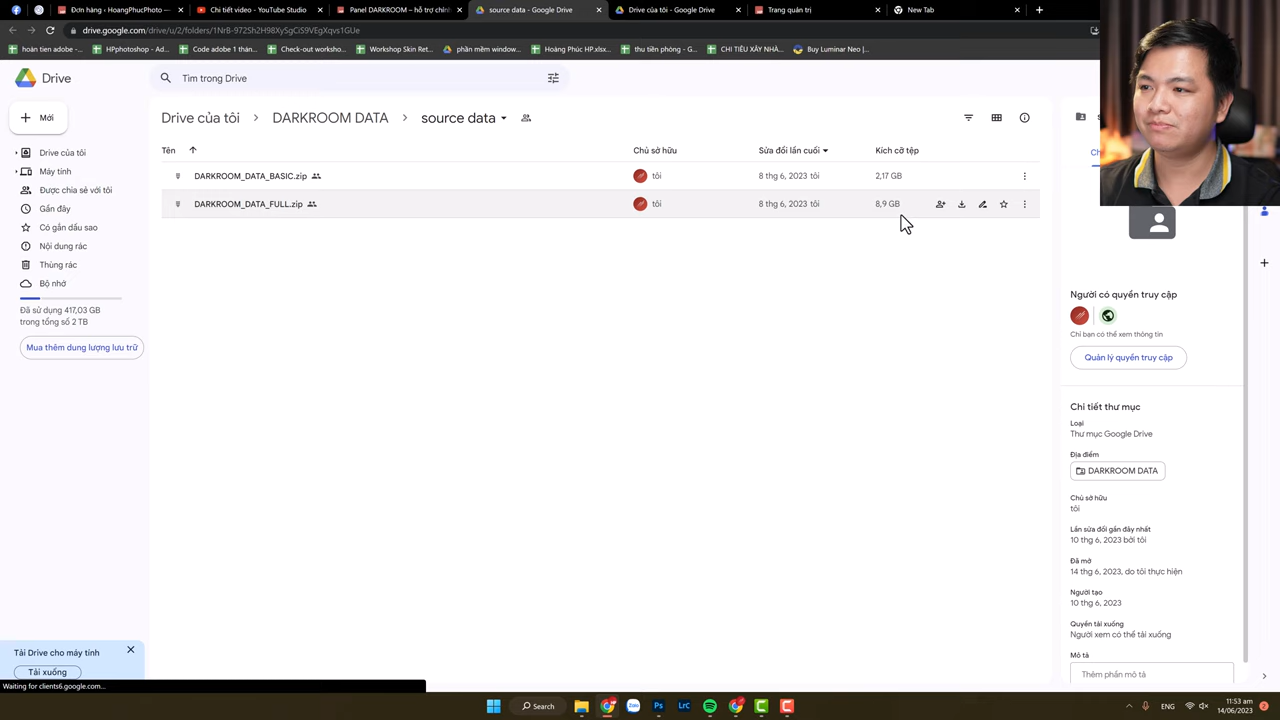 Đơn hàng ‹ HoangPhucPhoto —
Chi tiết video - YouTube Studio
Panel DARKROOM – hỗ trợ chỉnh
source data - Google Drive
Drive của tôi - Google Drive
Trang quản trị
New Tab
drive.google.com/drive/u/2/folders/1NrB-972Sh2H98XySgCiS9VEgXqvs1GUe
hoàn tien adobe -...
HPphotoshop - Ad...
Code adobe 1 thán...
Check-out worksho...
Workshop Skin Ret...
phần mềm window...
Hoàng Phúc HP.xlsx...
thu tiền phòng - G...
CHI TIÊU XÂY NHÀ...
Buy Luminar Neo |...
Drive
Tìm trong Drive
Mới
Drive của tôi
Máy tính
Được chia sẻ với tôi
Gần đây
Có gắn dấu sao
Nội dung rác
Thùng rác
Bộ nhớ
Đã sử dụng 417,03 GB
trong tổng số 2 TB
Mua thêm dung lượng lưu trữ
Drive của tôi > DARKROOM DATA > source data
Tên
Chủ sở hữu
Sửa đổi lần cuối
Kích cỡ tệp
DARKROOM_DATA_BASIC.zip
tôi
8 thg 6, 2023 tôi
2,17 GB
DARKROOM_DATA_FULL.zip
tôi
8 thg 6, 2023 tôi
8,9 GB
Người có quyền truy cập
Chỉ bạn có thể xem thông tin
Quản lý quyền truy cập
Chi tiết thư mục
Loại
Thư mục Google Drive
Địa điểm
DARKROOM DATA
Chủ sở hữu
tôi
Lần sửa đổi gần đây nhất
10 thg 6, 2023 bởi tôi
Đã mở
14 thg 6, 2023, do tôi thực hiện
Người tạo
10 thg 6, 2023
Quyền tải xuống
Người xem có thể tải xuống
Mô tả
Thêm phần mô tả
Tải Drive cho máy tính
Tải xuống
Waiting for clients6.google.com...
Search
Zalo
Ps
LrC
ENG
11:53 am
14/06/2023
2